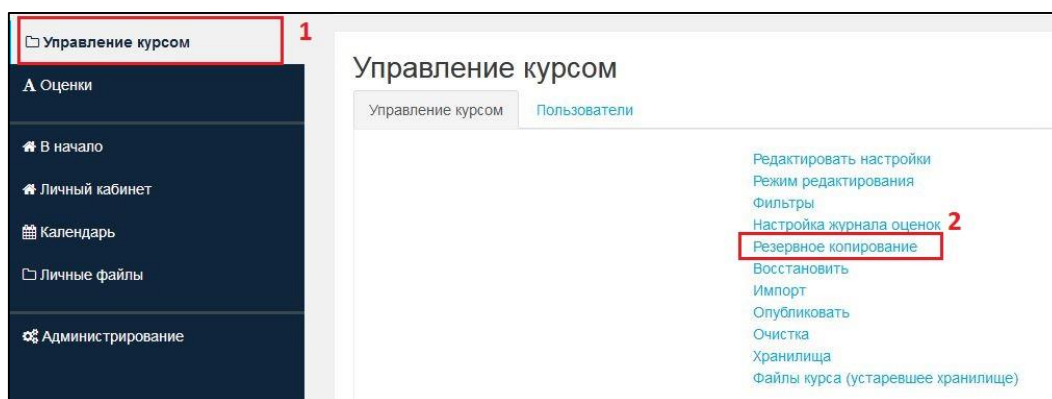 Управление курсом
1
Оценки
В начало
Личный кабинет
Календарь
Личные файлы
Администрирование
Управление курсом
Управление курсом
Пользователи
Редактировать настройки
Режим редактирования
Фильтры
Настройка журнала оценок 2
Резервное копирование
Восстановить
Импорт
Опубликовать
Очистка
Хранилища
Файлы курса (устаревшее хранилище)